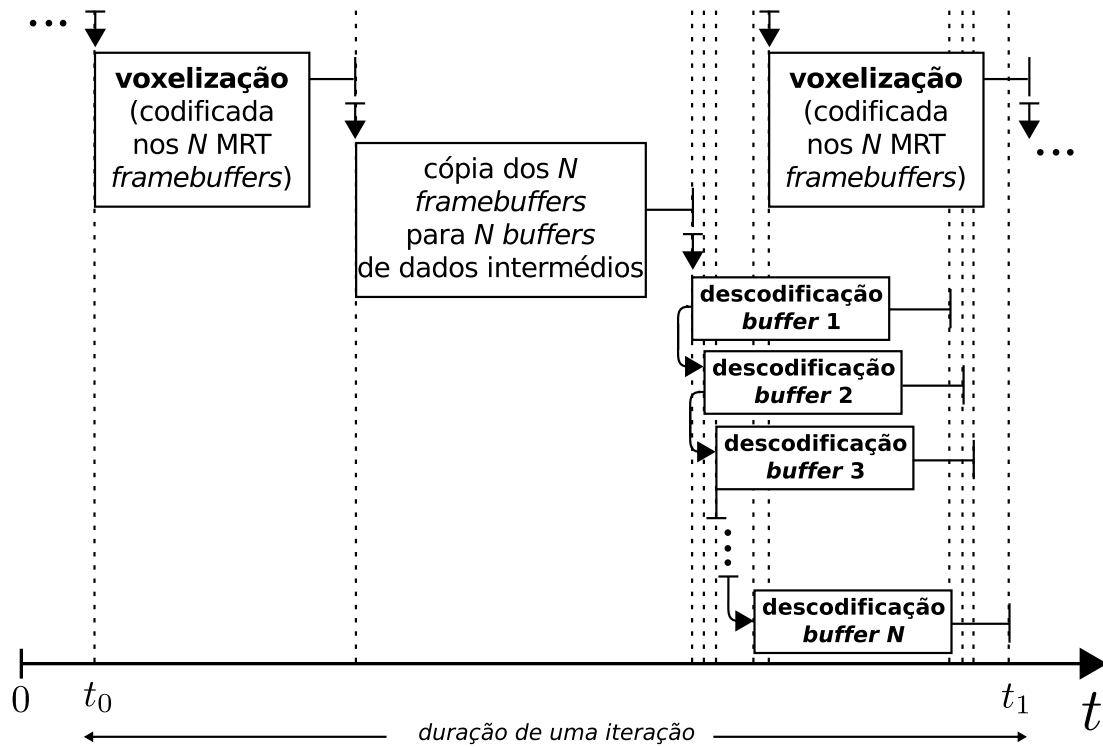 ...
voxelização
(codificada
nos N MRT
framebuffers)
voxelização
(codificada
nos N MRT
framebuffers)
...
cópia dos N
framebuffers
para N buffers
de dados intermédios
descodificação
buffer 1
descodificação
buffer 2
descodificação
buffer 3
descodificação
buffer N
0
t₀
t₁
t
duração de uma iteração